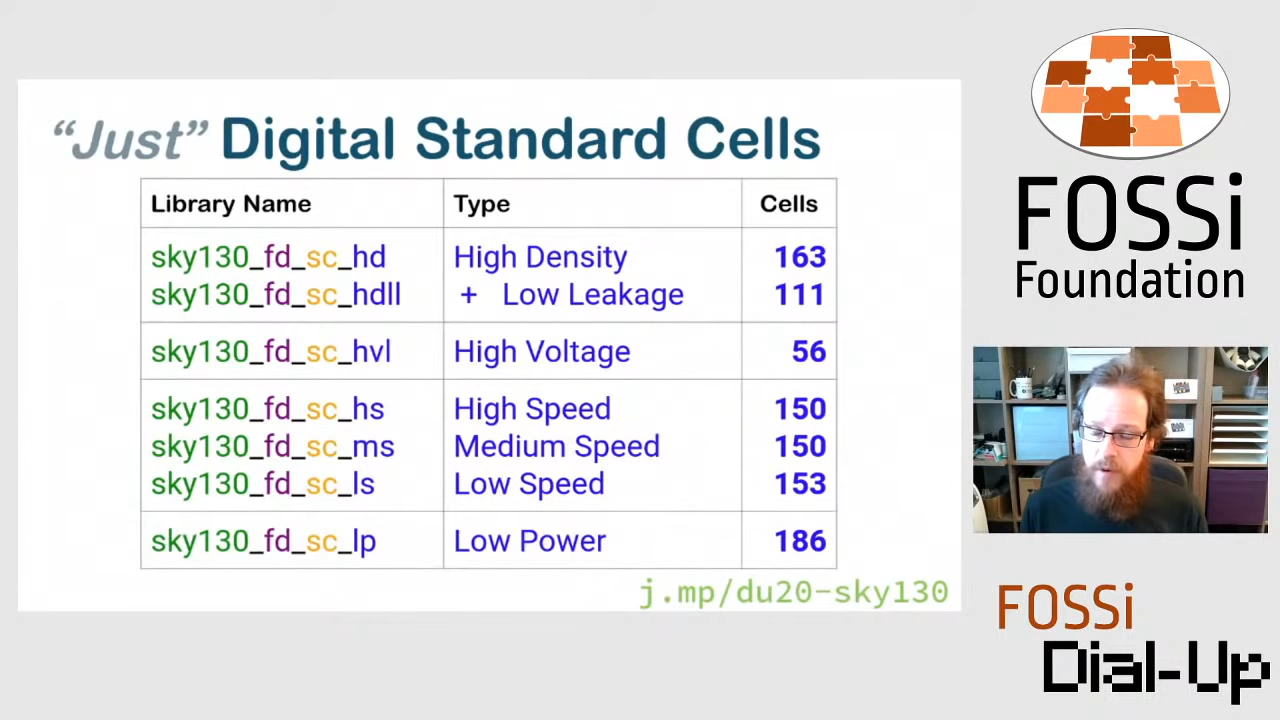 “Just” Digital Standard Cells
Library Name Type Cells
sky130_fd_sc_hd High Density 163
sky130_fd_sc_hdll + Low Leakage 111
sky130_fd_sc_hvl High Voltage 56
sky130_fd_sc_hs High Speed 150
sky130_fd_sc_ms Medium Speed 150
sky130_fd_sc_ls Low Speed 153
sky130_fd_sc_lp Low Power 186
j.mp/du20-sky130
FOSSi
Foundation
FOSSi
Dial-Up